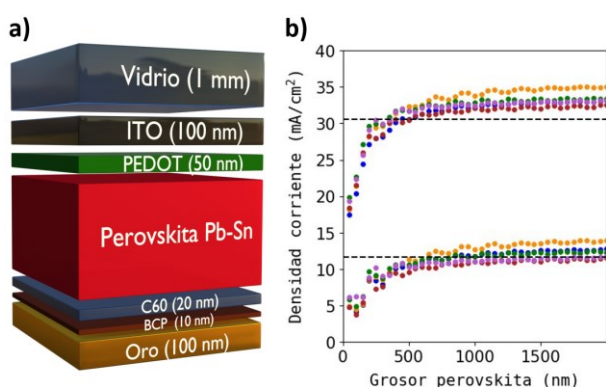 a)
Vidrio (1 mm)
ITO (100 nm)
PEDOT (50 nm)
Perovskita Pb-Sn
C60 (20 nm)
BCP (10 nm)
Oro (100 nm)
b)
Densidad corriente (mA/cm²)
40
35
30
25
20
15
10
5
0
0 500 1000 1500
Grosor perovskita (nm)